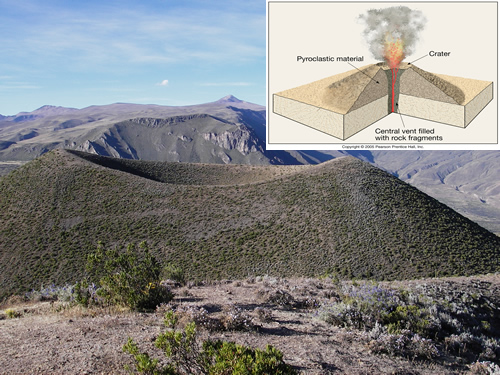 Crater
Pyroclastic material
Central vent filled
with rock fragments
Copyright © 2005 Pearson Prentice Hall, Inc.